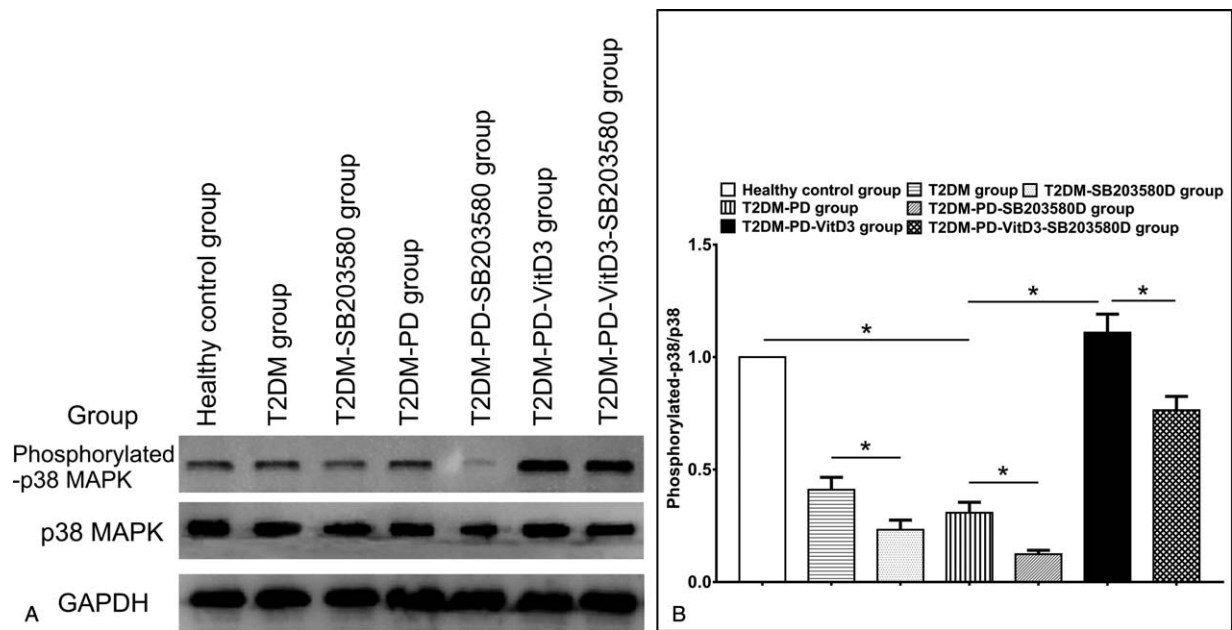 Healthy control group
T2DM group
T2DM-SB203580 group
T2DM-PD group
T2DM-PD-SB203580 group
T2DM-PD-VitD3 group
T2DM-PD-VitD3-SB203580 group
Group
Phosphorylated
-p38 MAPK
p38 MAPK
GAPDH
A
Healthy control group T2DM group T2DM-SB203580D group
T2DM-PD group T2DM-PD-SB203580D group
T2DM-PD-VitD3 group T2DM-PD-VitD3-SB203580D group
Phosphorylated-p38/p38
1.5
1.0
0.5
0.0
*
*
*
*
*
B